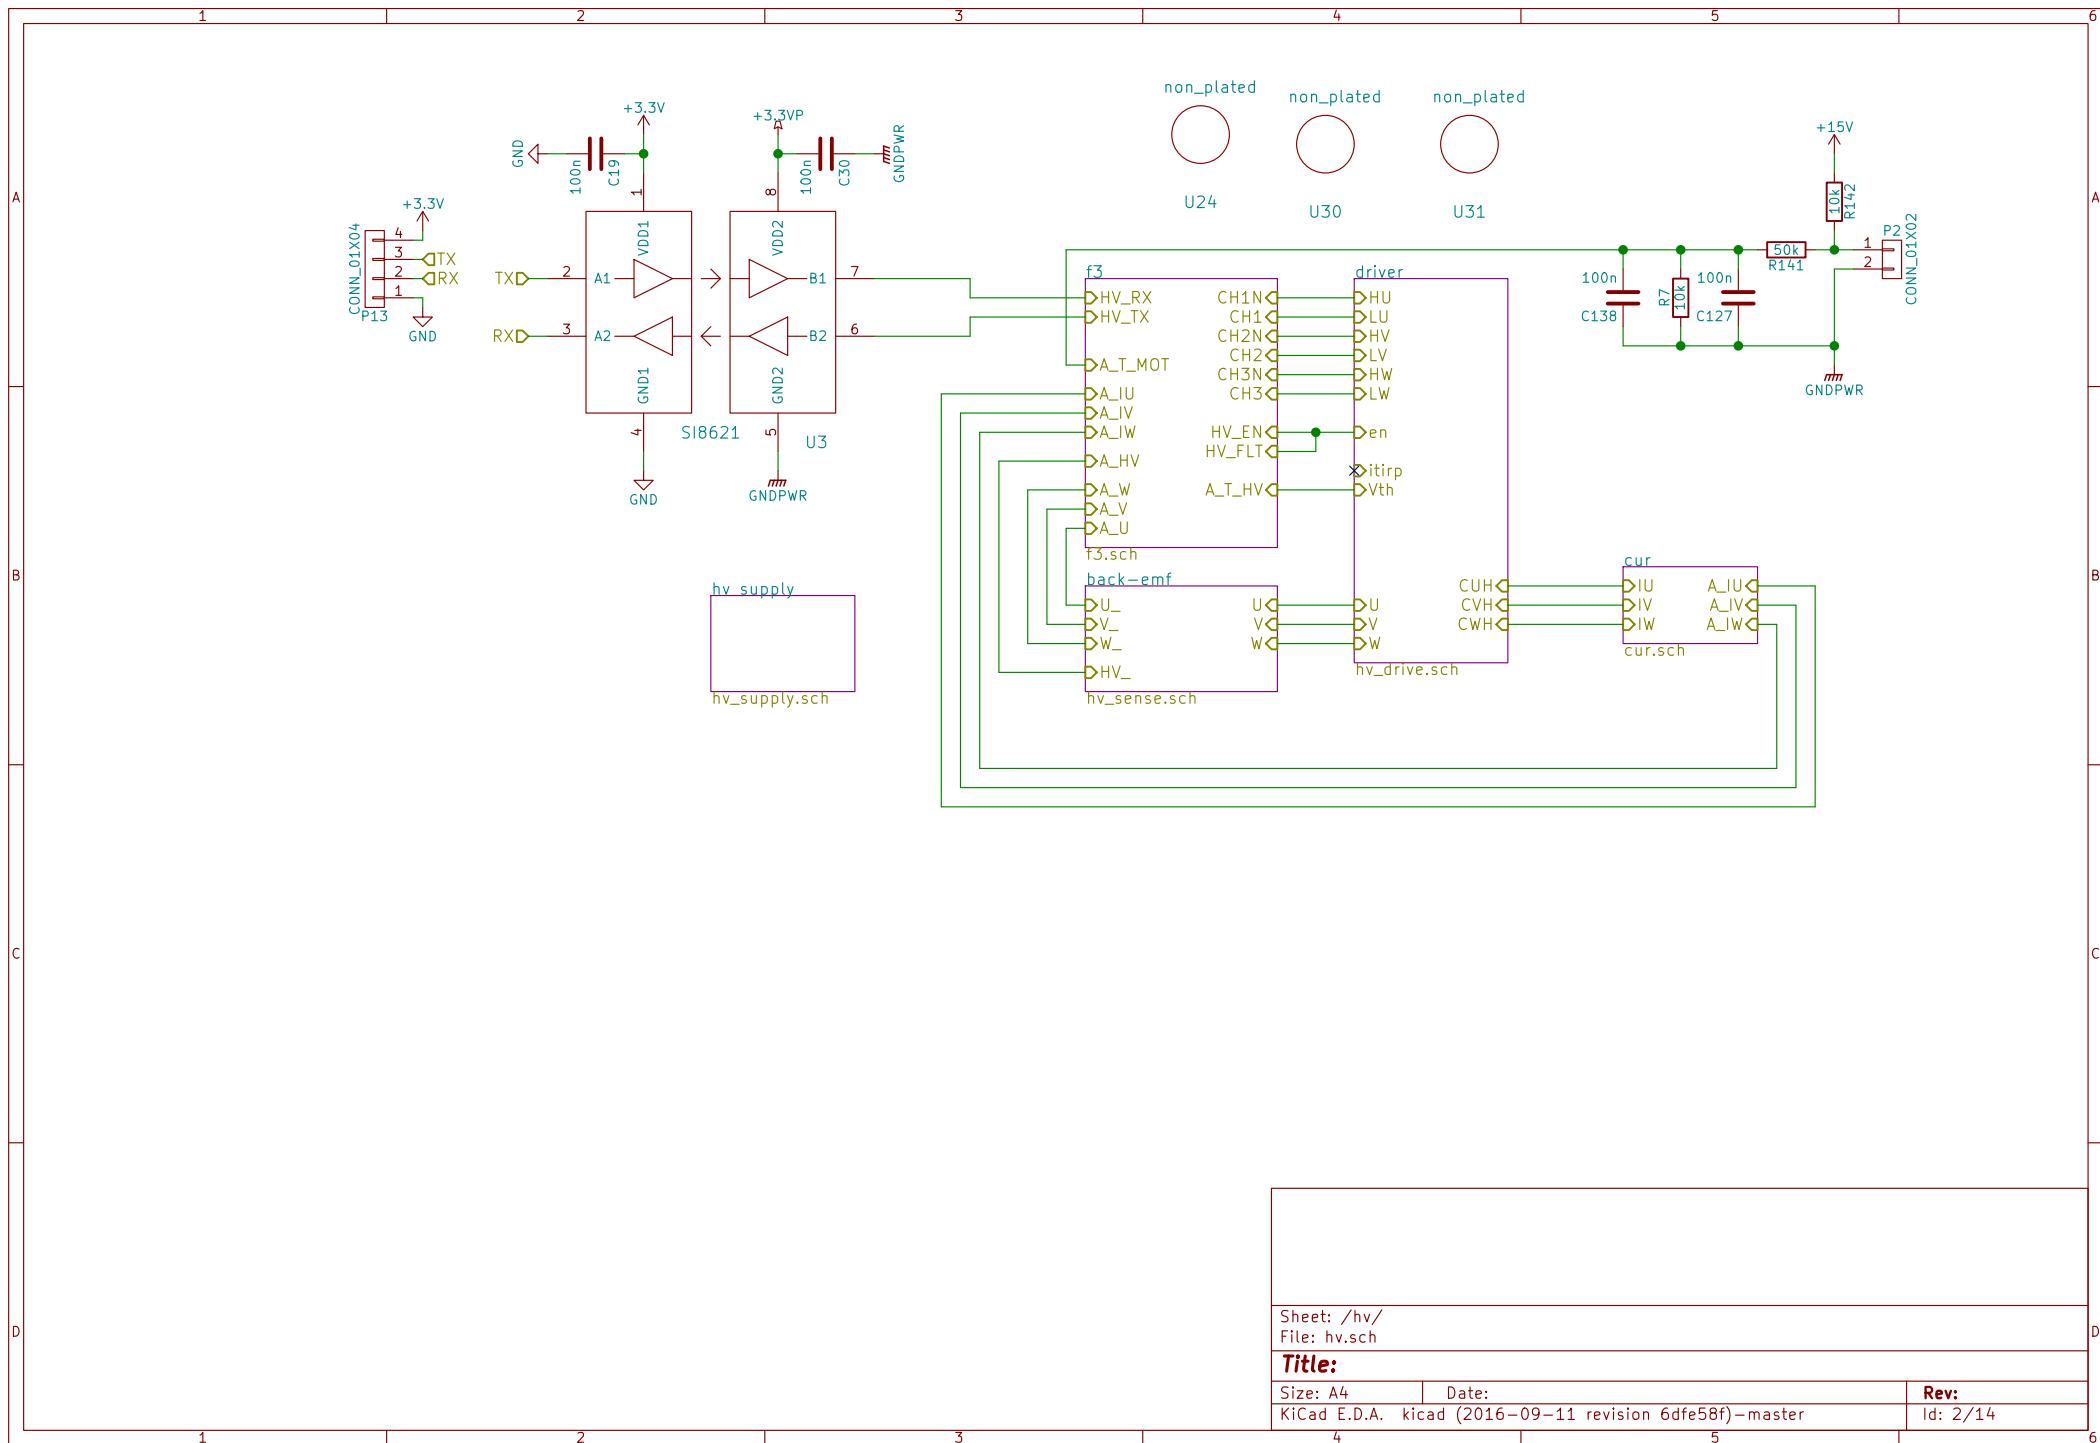 1 2 3 4 5 6
A
B
C
D
A
B
C
D
1 2 3 4 5 6
+3.3V
GND
100n
C19
1
+3.3VP
100n
C30
GNDPWR
8
+3.3V
CONN_01X04
4
3
2
1
TX
RX
P13
GND
TX
RX
2
3
A1
A2
VDD1
GND1
4
GND
SI8621
VDD2
GND2
B1
B2
7
6
5
U3
GNDPWR
non_plated
U24
non_plated
U30
non_plated
U31
+15V
10k
R142
P2
1
2
CONN_01X02
50k
R141
100n
C138
R7
10k
100n
C127
GNDPWR
f3
HV_RX
HV_TX
A_T_MOT
A_IU
A_IV
A_IW
A_HV
A_W
A_V
A_U
CH1N
CH1
CH2N
CH2
CH3N
CH3
HV_EN
HV_FLT
A_T_HV
f3.sch
driver
HU
LU
HV
LV
HW
LW
en
itirp
Vth
CUH
CVH
CWH
U
V
W
hv_drive.sch
back-emf
U_
V_
W_
HV_
U
V
W
hv_sense.sch
cur
IU
IV
IW
A_IU
A_IV
A_IW
cur.sch
hv_supply
hv_supply.sch
Sheet: /hv/
File: hv.sch
Title:
Size: A4 Date: Rev:
KiCad E.D.A. kicad (2016-09-11 revision 6dfe58f)-master Id: 2/14